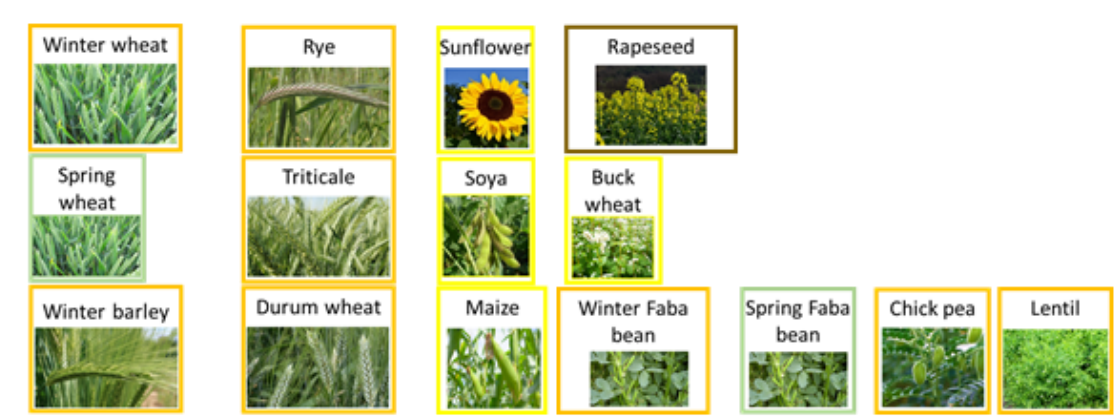 Winter wheat
Rye
Sunflower
Rapeseed
Spring
wheat
Triticale
Soya
Buck
wheat
Winter barley
Durum wheat
Maize
Winter Faba
bean
Spring Faba
bean
Chick pea
Lentil